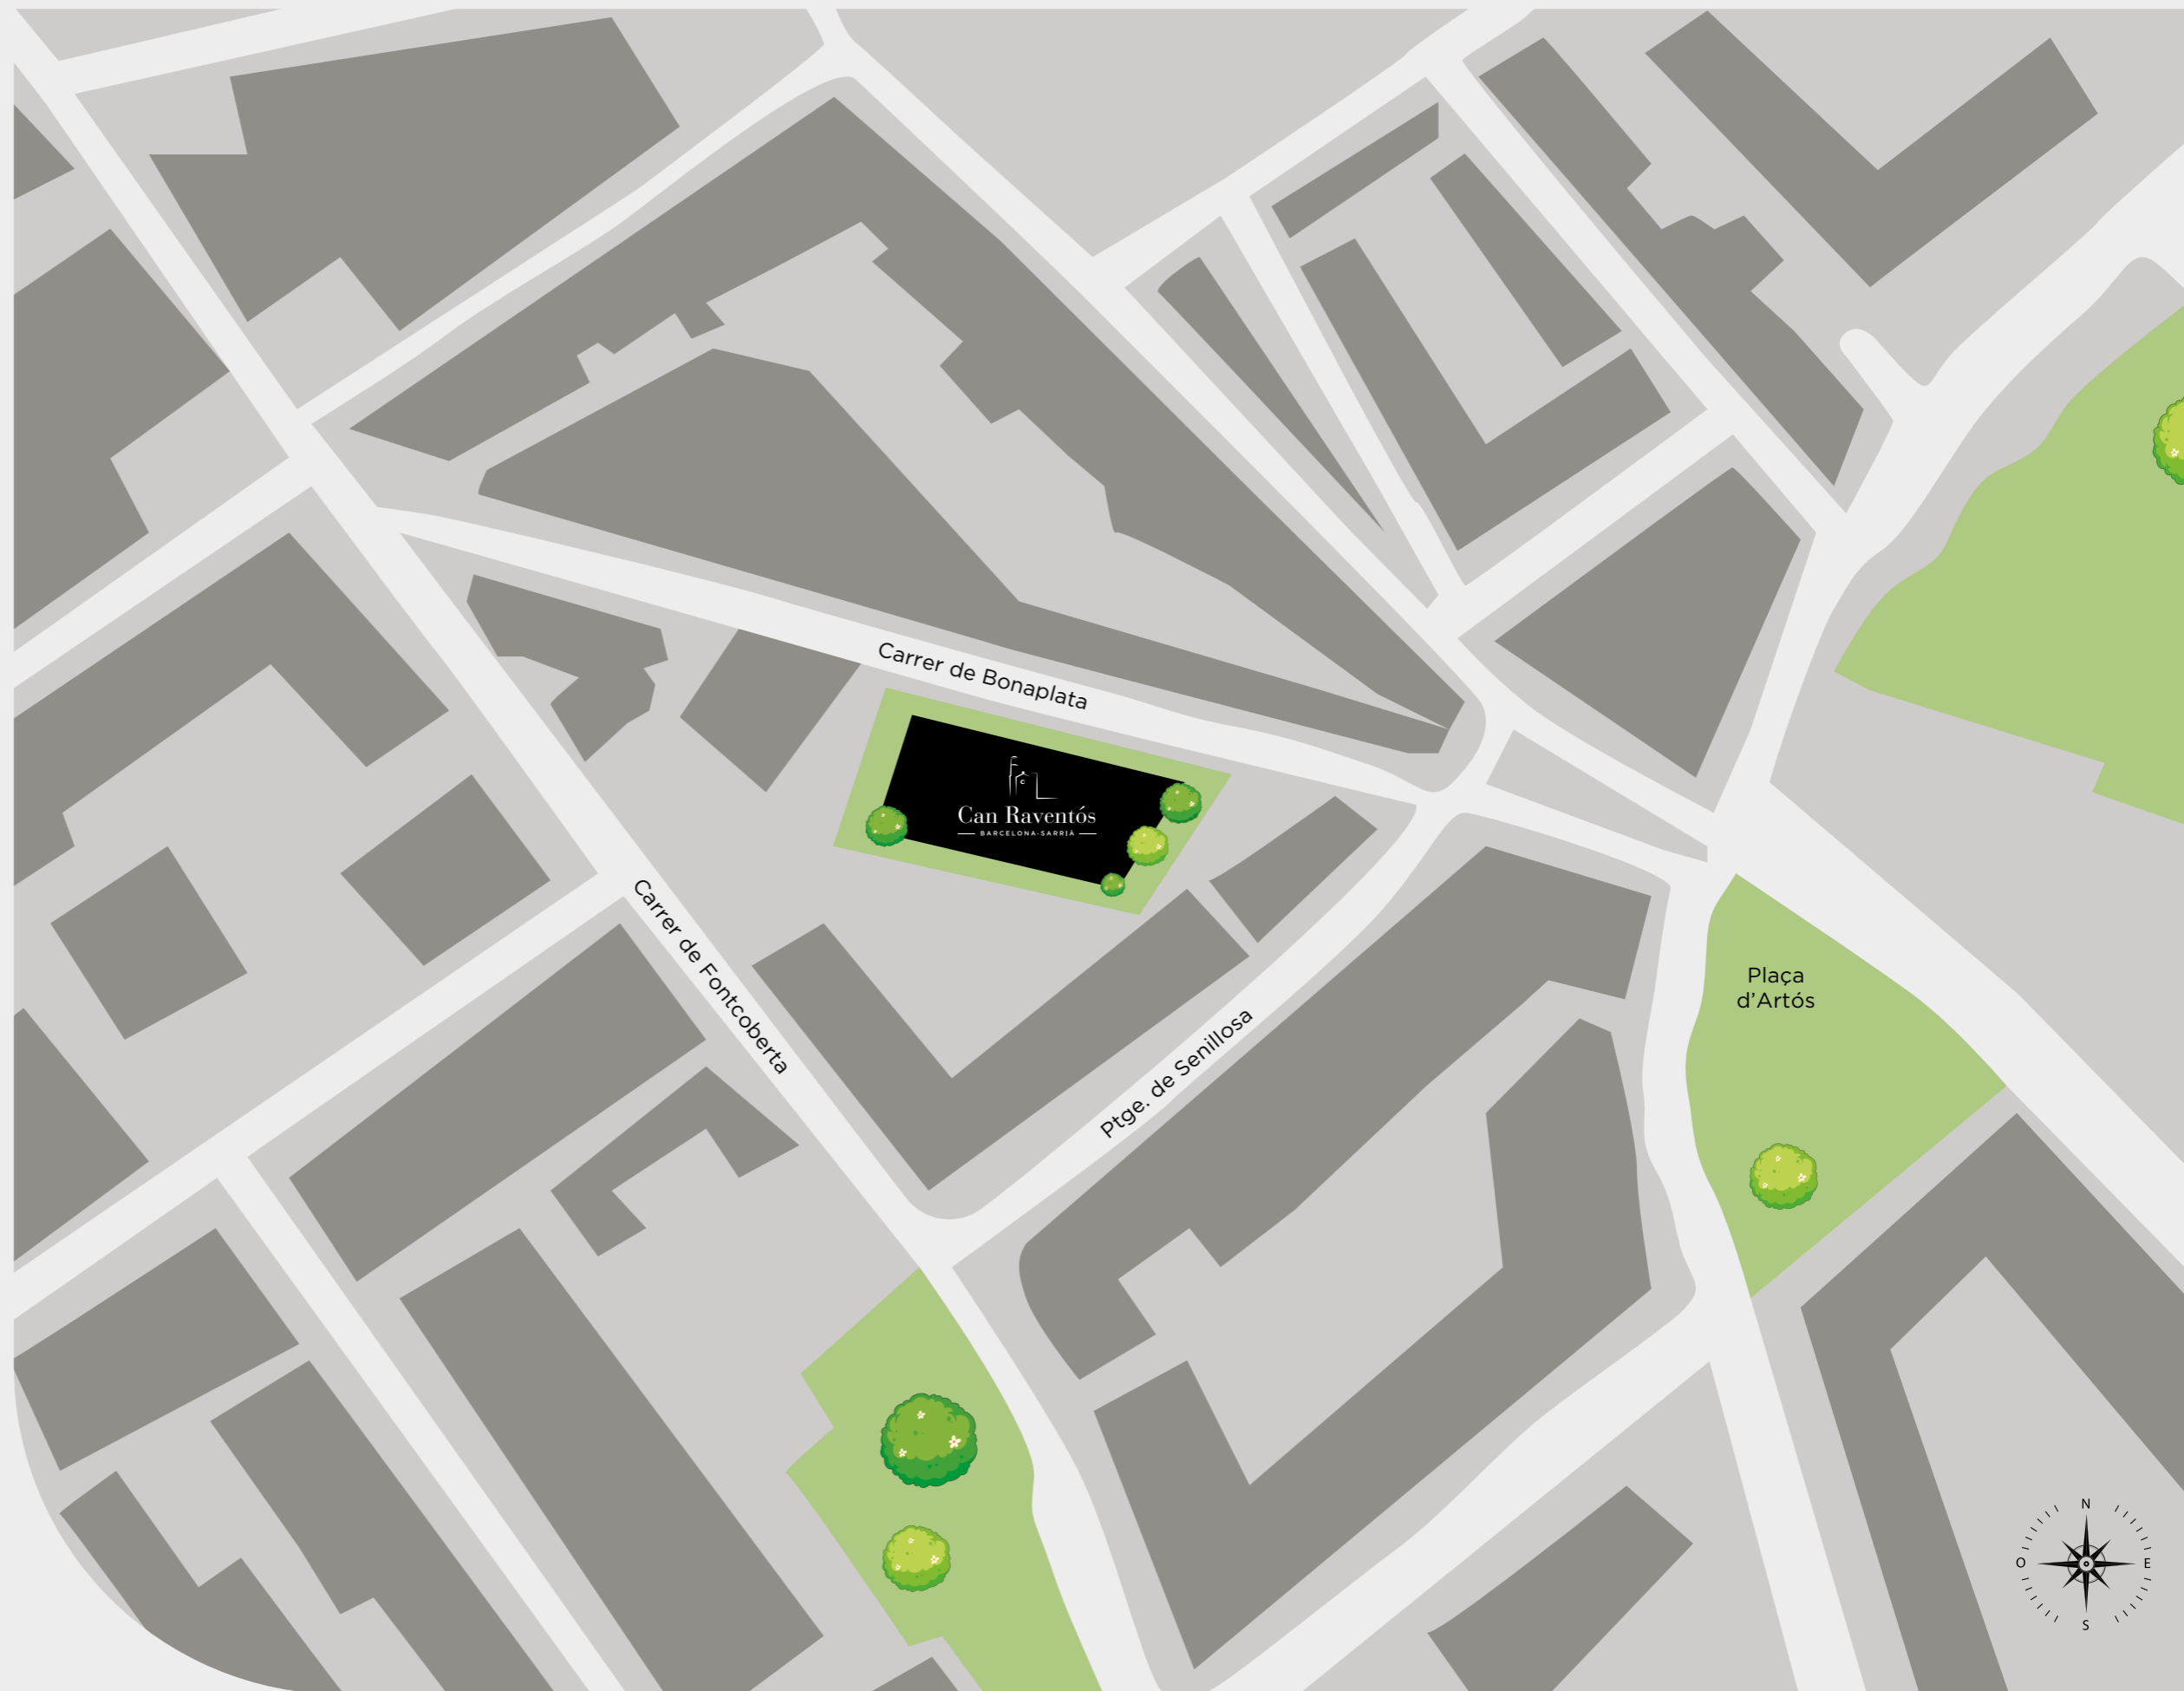 Carrer de Bonaplata
Can Raventós
BARCELONA-SARRIÀ
Carrer de Fontcoberta
Plaça
d'Artós
Ptge. de Senillosa
N
O
E
S